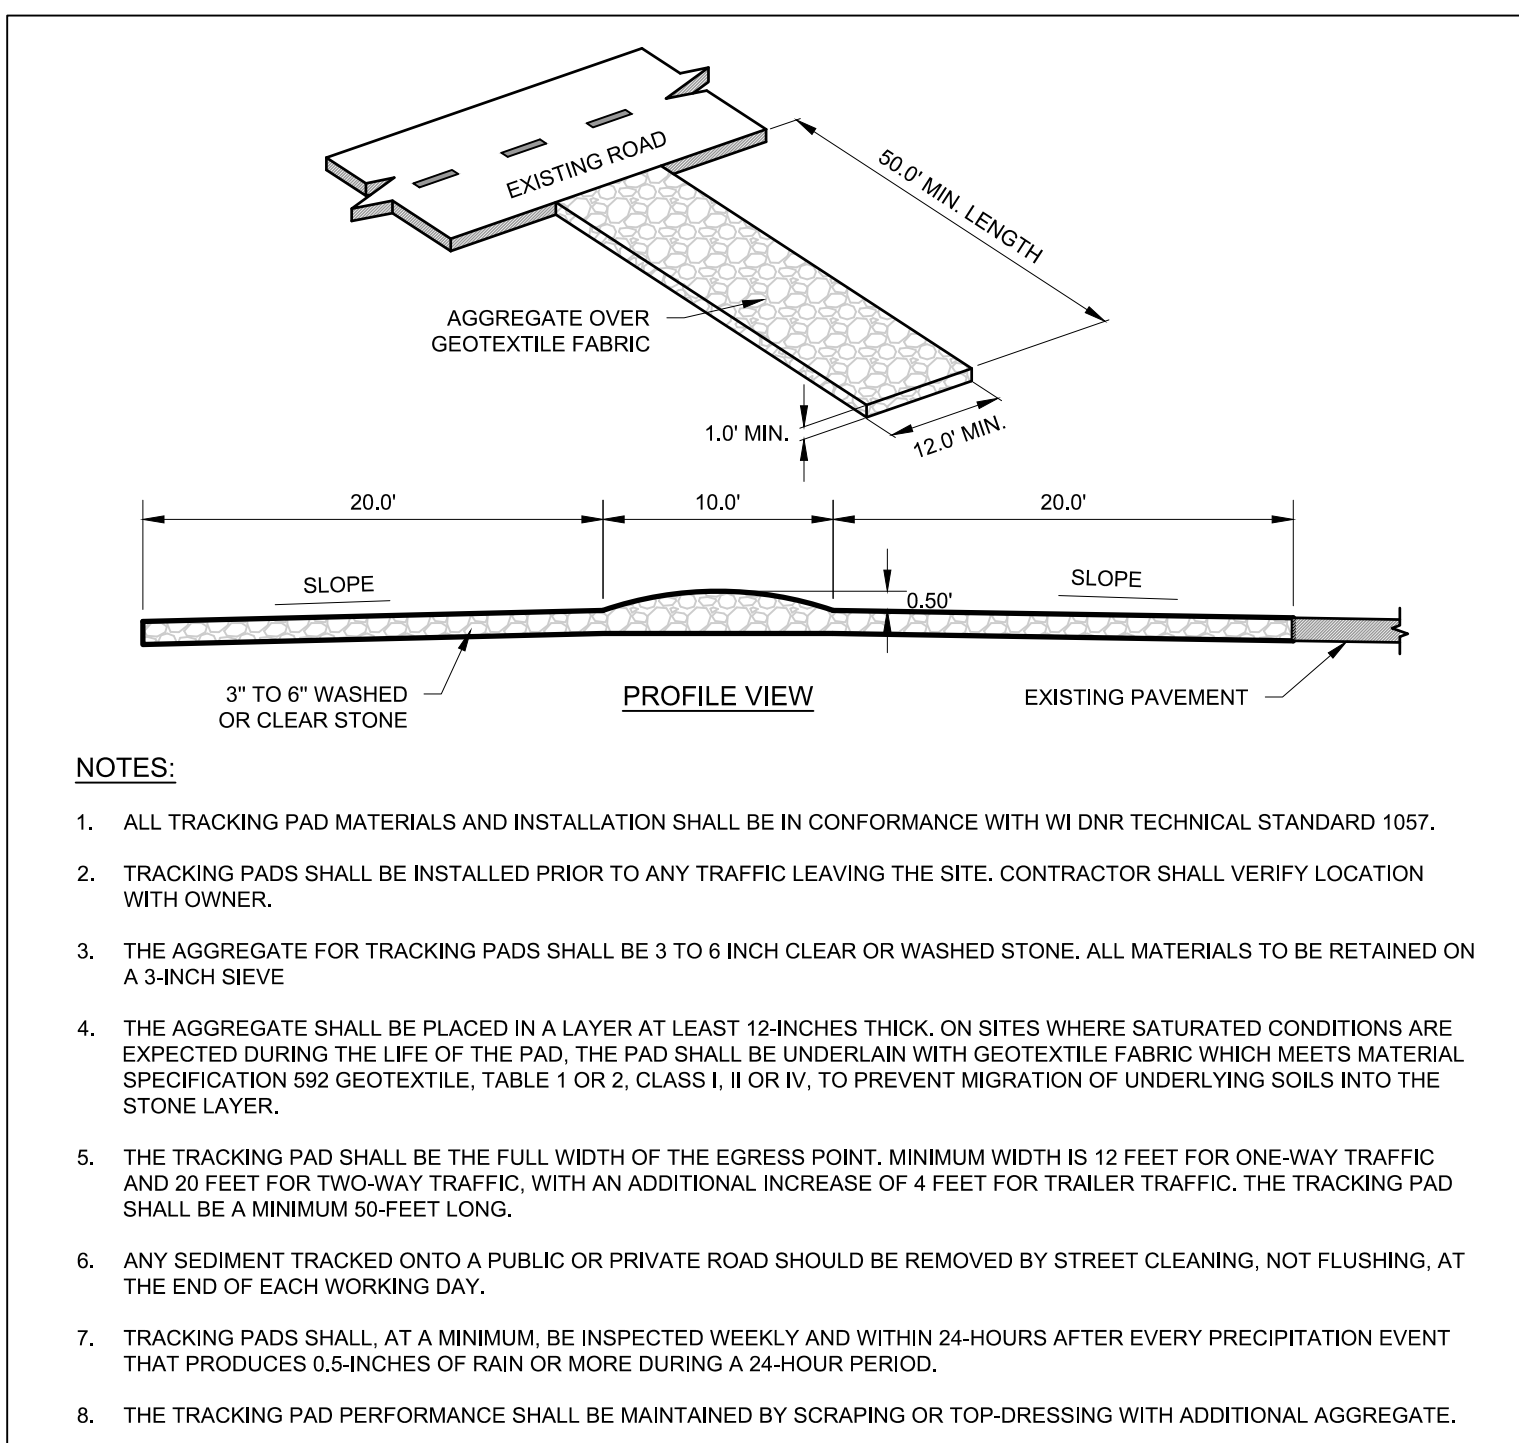 EXISTING ROAD
50.0' MIN. LENGTH
AGGREGATE OVER
GEOTEXTILE FABRIC
1.0' MIN.
12.0' MIN.
20.0'
10.0'
20.0'
SLOPE
SLOPE
0.50'
3" TO 6" WASHED
OR CLEAR STONE
PROFILE VIEW
EXISTING PAVEMENT
NOTES:
1. ALL TRACKING PAD MATERIALS AND INSTALLATION SHALL BE IN CONFORMANCE WITH WI DNR TECHNICAL STANDARD 1057.
2. TRACKING PADS SHALL BE INSTALLED PRIOR TO ANY TRAFFIC LEAVING THE SITE. CONTRACTOR SHALL VERIFY LOCATION
WITH OWNER.
3. THE AGGREGATE FOR TRACKING PADS SHALL BE 3 TO 6 INCH CLEAR OR WASHED STONE. ALL MATERIALS TO BE RETAINED ON
A 3-INCH SIEVE
4. THE AGGREGATE SHALL BE PLACED IN A LAYER AT LEAST 12-INCHES THICK. ON SITES WHERE SATURATED CONDITIONS ARE
EXPECTED DURING THE LIFE OF THE PAD, THE PAD SHALL BE UNDERLAIN WITH GEOTEXTILE FABRIC WHICH MEETS MATERIAL
SPECIFICATION 592 GEOTEXTILE, TABLE 1 OR 2, CLASS I, II OR IV, TO PREVENT MIGRATION OF UNDERLYING SOILS INTO THE
STONE LAYER.
5. THE TRACKING PAD SHALL BE THE FULL WIDTH OF THE EGRESS POINT. MINIMUM WIDTH IS 12 FEET FOR ONE-WAY TRAFFIC
AND 20 FEET FOR TWO-WAY TRAFFIC, WITH AN ADDITIONAL INCREASE OF 4 FEET FOR TRAILER TRAFFIC. THE TRACKING PAD
SHALL BE A MINIMUM 50-FEET LONG.
6. ANY SEDIMENT TRACKED ONTO A PUBLIC OR PRIVATE ROAD SHOULD BE REMOVED BY STREET CLEANING, NOT FLUSHING, AT
THE END OF EACH WORKING DAY.
7. TRACKING PADS SHALL, AT A MINIMUM, BE INSPECTED WEEKLY AND WITHIN 24-HOURS AFTER EVERY PRECIPITATION EVENT
THAT PRODUCES 0.5-INCHES OF RAIN OR MORE DURING A 24-HOUR PERIOD.
8. THE TRACKING PAD PERFORMANCE SHALL BE MAINTAINED BY SCRAPING OR TOP-DRESSING WITH ADDITIONAL AGGREGATE.